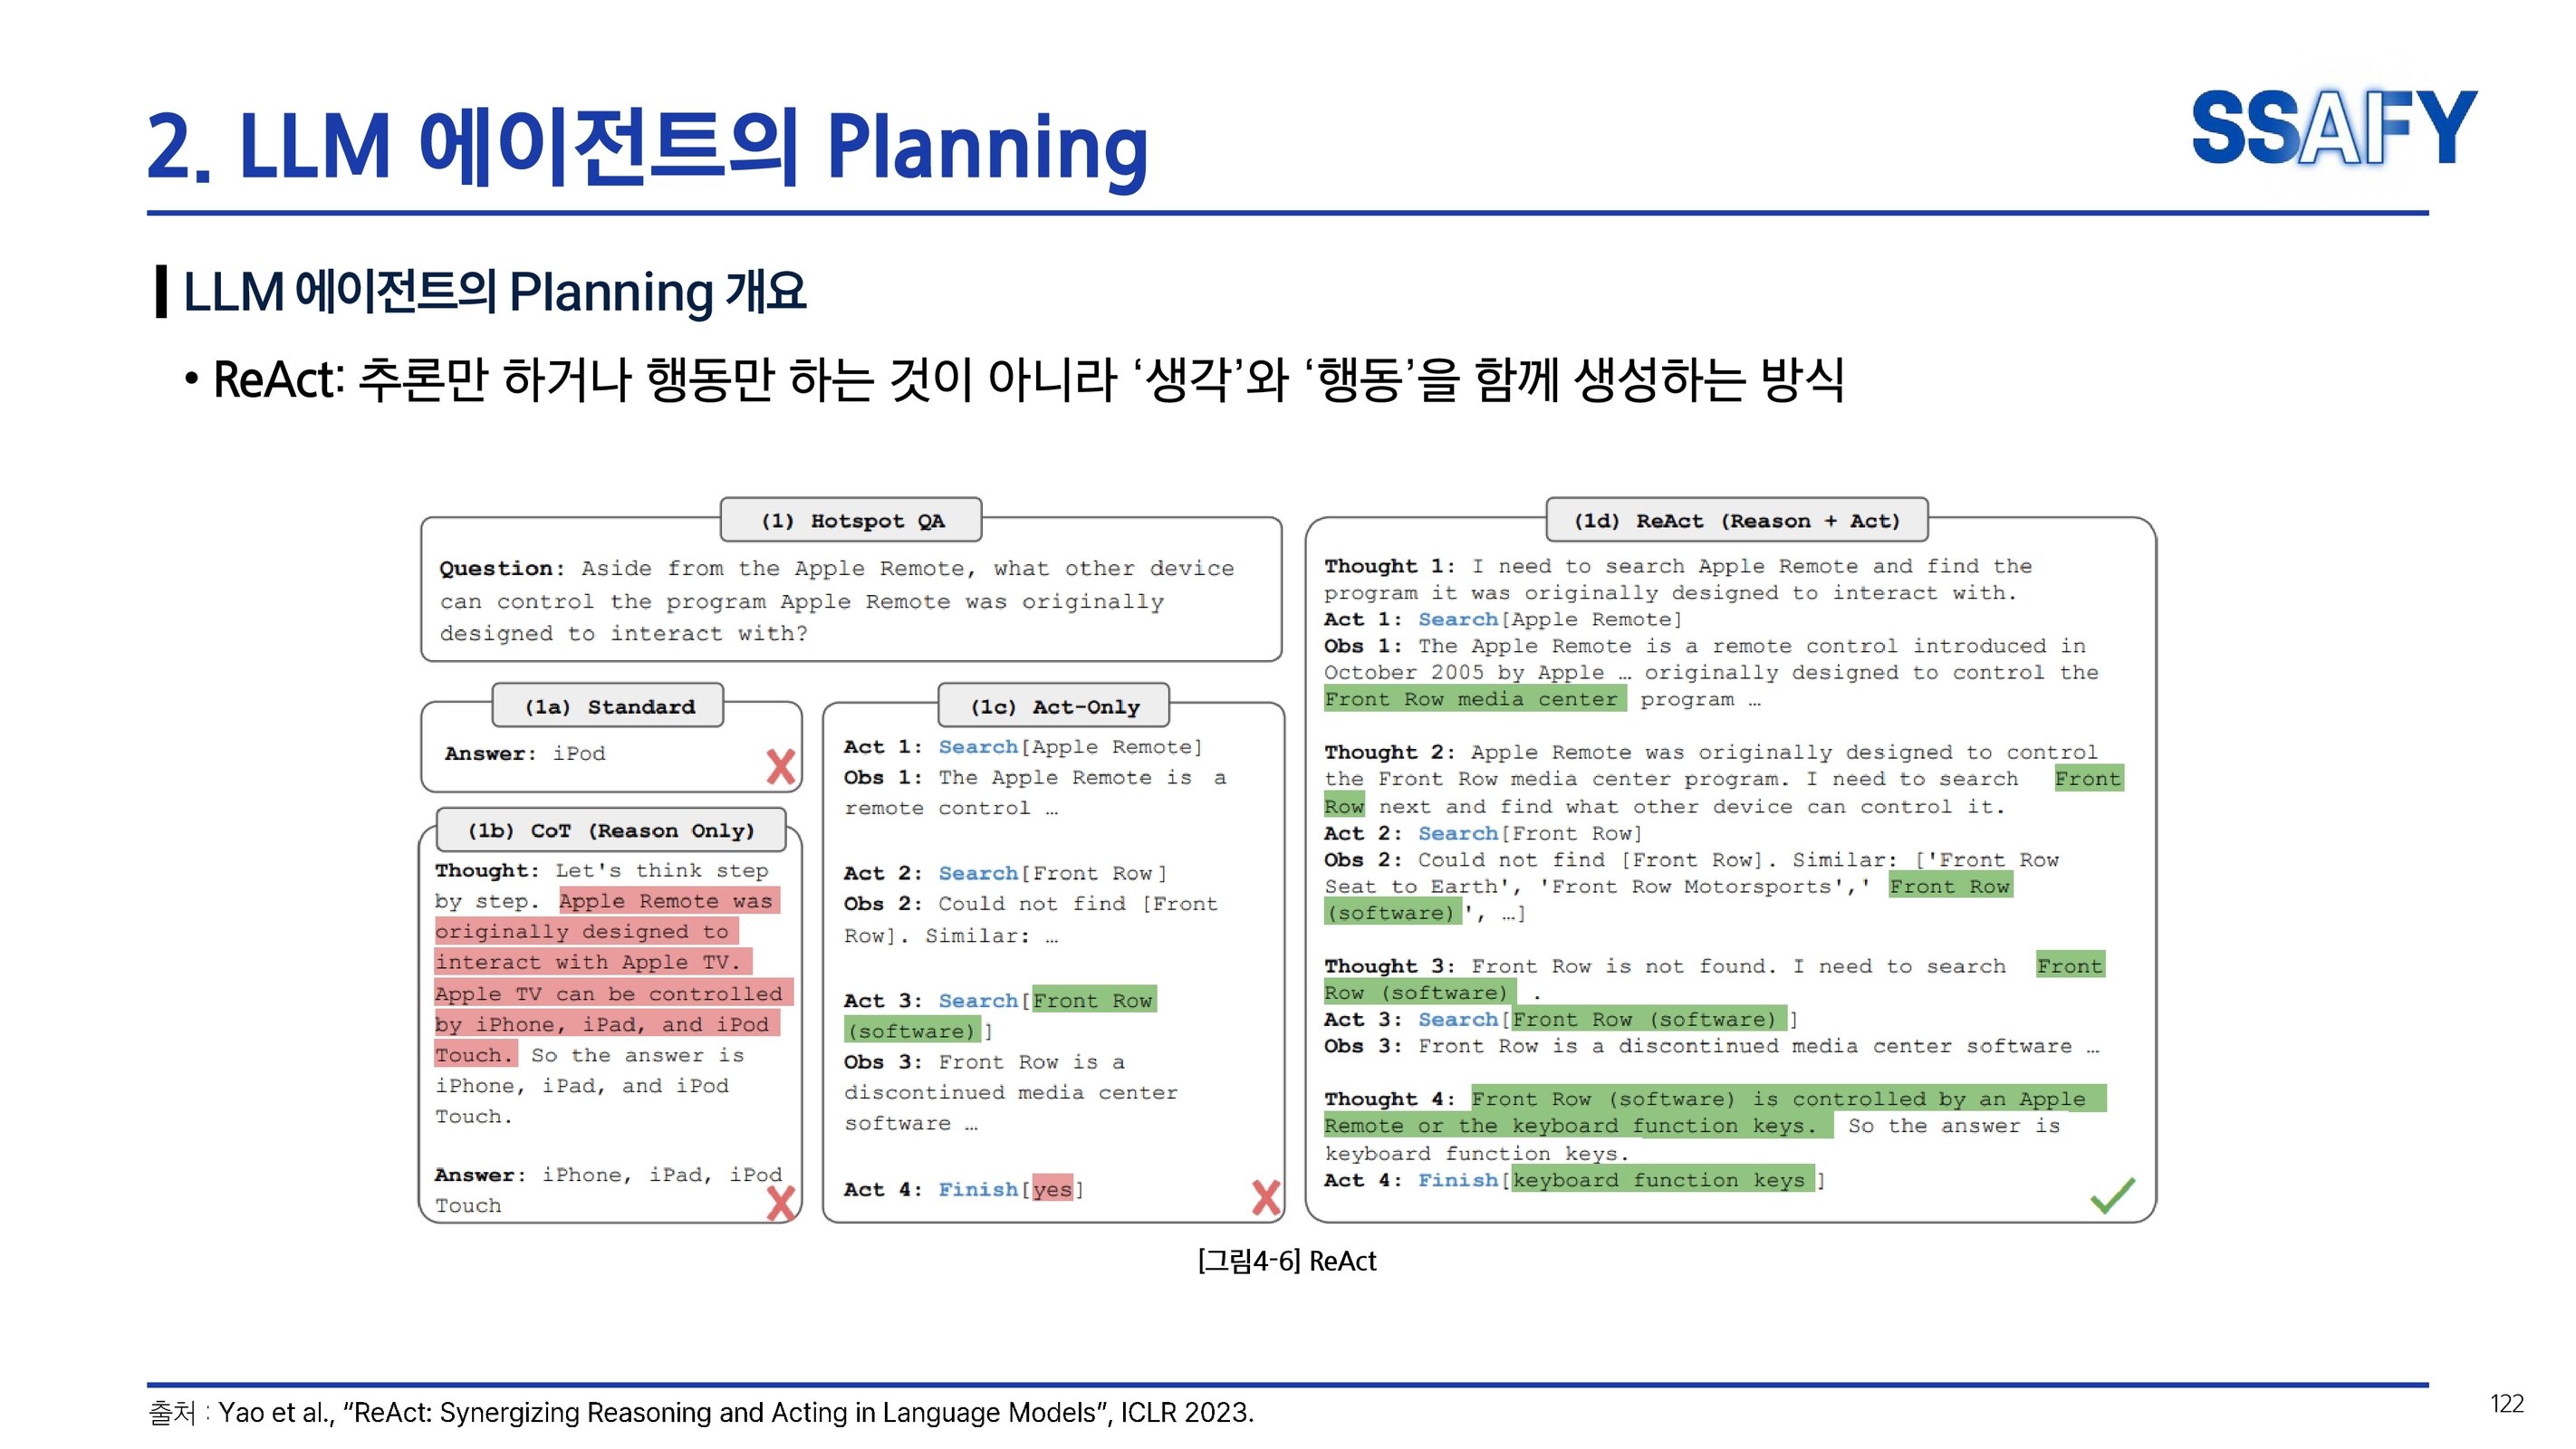 2. LLM 에이전트의 Planning
SSAFY
LLM 에이전트의 Planning 개요
• ReAct: 추론만 하거나 행동만 하는 것이 아니라 ‘생각’와 ‘행동’을 함께 생성하는 방식
(1) Hotspot QA
Question: Aside from the Apple Remote, what other device
can control the program Apple Remote was originally
designed to interact with?
(1a) Standard
Answer: iPod
(1b) CoT (Reason Only)
Thought: Let's think step
by step. Apple Remote was
originally designed to
interact with Apple TV.
Apple TV can be controlled
by iPhone, iPad, and iPod
Touch. So the answer is
iPhone, iPad, and iPod
Touch.
Answer: iPhone, iPad, iPod
Touch
(1c) Act-Only
Act 1: Search[Apple Remote]
Obs 1: The Apple Remote is a
remote control …
Act 2: Search[Front Row]
Obs 2: Could not find [Front
Row]. Similar: …
Act 3: Search[Front Row
(software)]
Obs 3: Front Row is a
discontinued media center
software …
Act 4: Finish[yes]
(1d) ReAct (Reason + Act)
Thought 1: I need to search Apple Remote and find the
program it was originally designed to interact with.
Act 1: Search[Apple Remote]
Obs 1: The Apple Remote is a remote control introduced in
October 2005 by Apple … originally designed to control the
Front Row media center program …
Thought 2: Apple Remote was originally designed to control
the Front Row media center program. I need to search Front
Row next and find what other device can control it.
Act 2: Search[Front Row]
Obs 2: Could not find [Front Row]. Similar: ['Front Row
Seat to Earth', 'Front Row Motorsports',' Front Row
(software)', …]
Thought 3: Front Row is not found. I need to search Front
Row (software) .
Act 3: Search[Front Row (software) ]
Obs 3: Front Row is a discontinued media center software …
Thought 4: Front Row (software) is controlled by an Apple
Remote or the keyboard function keys. So the answer is
keyboard function keys.
Act 4: Finish[keyboard function keys ]
[그림4-6] ReAct
출처 : Yao et al., “ReAct: Synergizing Reasoning and Acting in Language Models”, ICLR 2023.
122